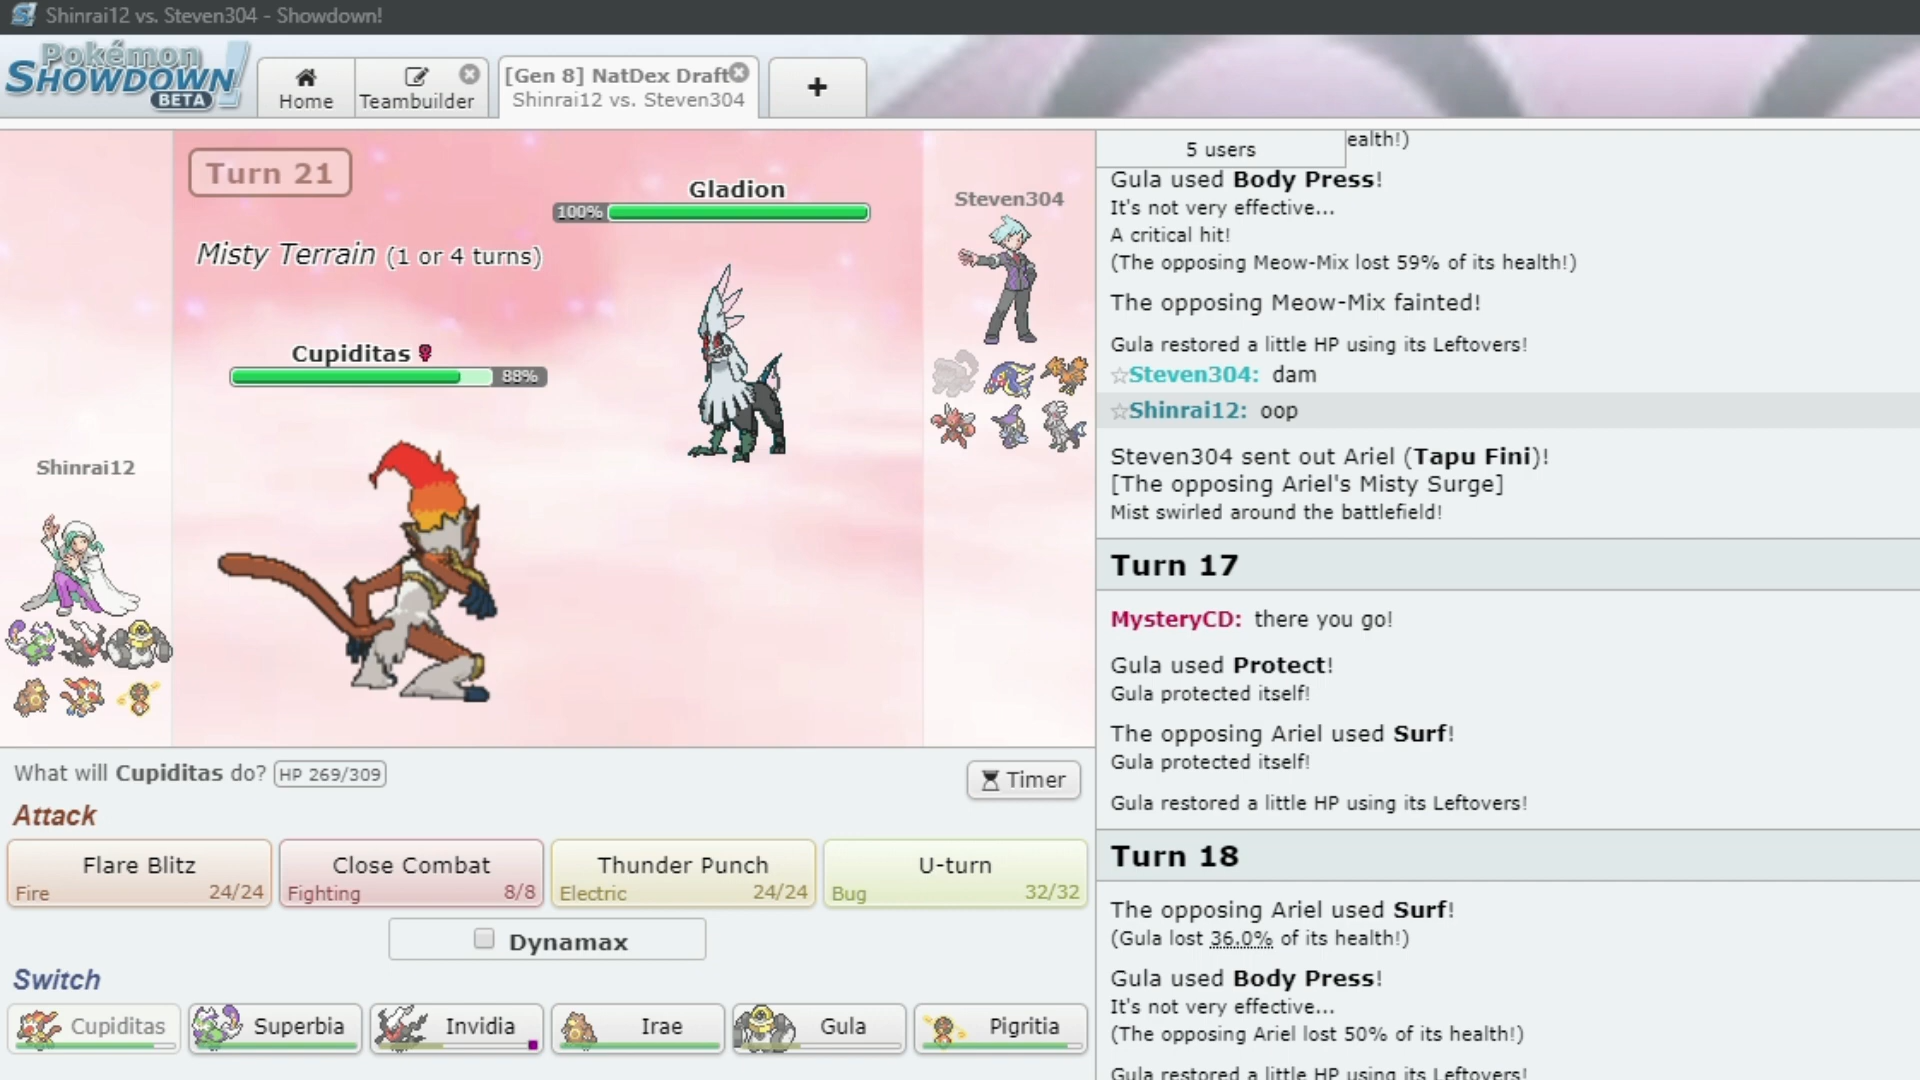 Shinrai12 vs. Steven304 - Showdown!
Pokémon
SHOWDOWN!
BETA
Home
Teambuilder
[Gen 8] NatDex Draft
Shinrai12 vs. Steven304
+
Turn 21
Misty Terrain (1 or 4 turns)
Gladion
100%
Steven304
Cupiditas
88%
Shinrai12
What will Cupiditas do? HP 269/309
Timer
Attack
Flare Blitz
Fire 24/24
Close Combat
Fighting 8/8
Thunder Punch
Electric 24/24
U-turn
Bug 32/32
Dynamax
Switch
Cupiditas
Superbia
Invidia
Irae
Gula
Pigritia
5 users
ealth!)
Gula used Body Press!
It's not very effective...
A critical hit!
(The opposing Meow-Mix lost 59% of its health!)
The opposing Meow-Mix fainted!
Gula restored a little HP using its Leftovers!
☆Steven304: dam
☆Shinrai12: oop
Steven304 sent out Ariel (Tapu Fini)!
[The opposing Ariel's Misty Surge]
Mist swirled around the battlefield!
Turn 17
MysteryCD: there you go!
Gula used Protect!
Gula protected itself!
The opposing Ariel used Surf!
Gula protected itself!
Gula restored a little HP using its Leftovers!
Turn 18
The opposing Ariel used Surf!
(Gula lost 36.0% of its health!)
Gula used Body Press!
It's not very effective...
(The opposing Ariel lost 50% of its health!)
Gula restored a little HP using its Leftovers!